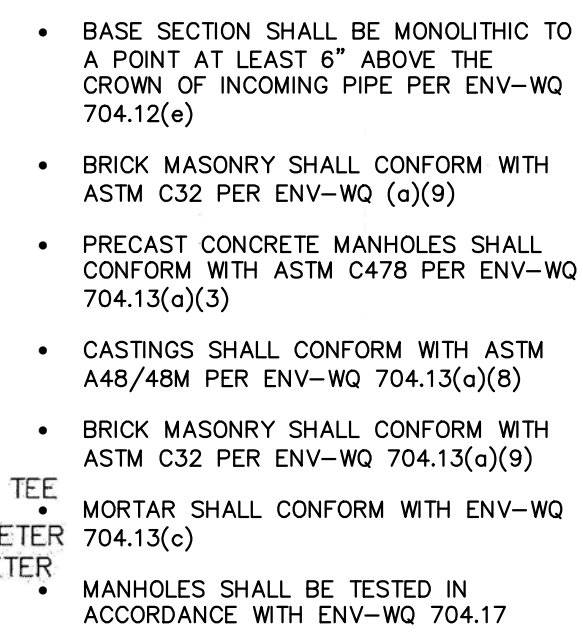 • BASE SECTION SHALL BE MONOLITHIC TO
A POINT AT LEAST 6" ABOVE THE
CROWN OF INCOMING PIPE PER ENV–WQ
704.12(e)
• BRICK MASONRY SHALL CONFORM WITH
ASTM C32 PER ENV–WQ (a)(9)
• PRECAST CONCRETE MANHOLES SHALL
CONFORM WITH ASTM C478 PER ENV–WQ
704.13(a)(3)
• CASTINGS SHALL CONFORM WITH ASTM
A48/48M PER ENV–WQ 704.13(a)(8)
• BRICK MASONRY SHALL CONFORM WITH
ASTM C32 PER ENV–WQ 704.13(a)(9)
TEE
• MORTAR SHALL CONFORM WITH ENV–WQ
ETER 704.13(c)
TER
• MANHOLES SHALL BE TESTED IN
ACCORDANCE WITH ENV–WQ 704.17